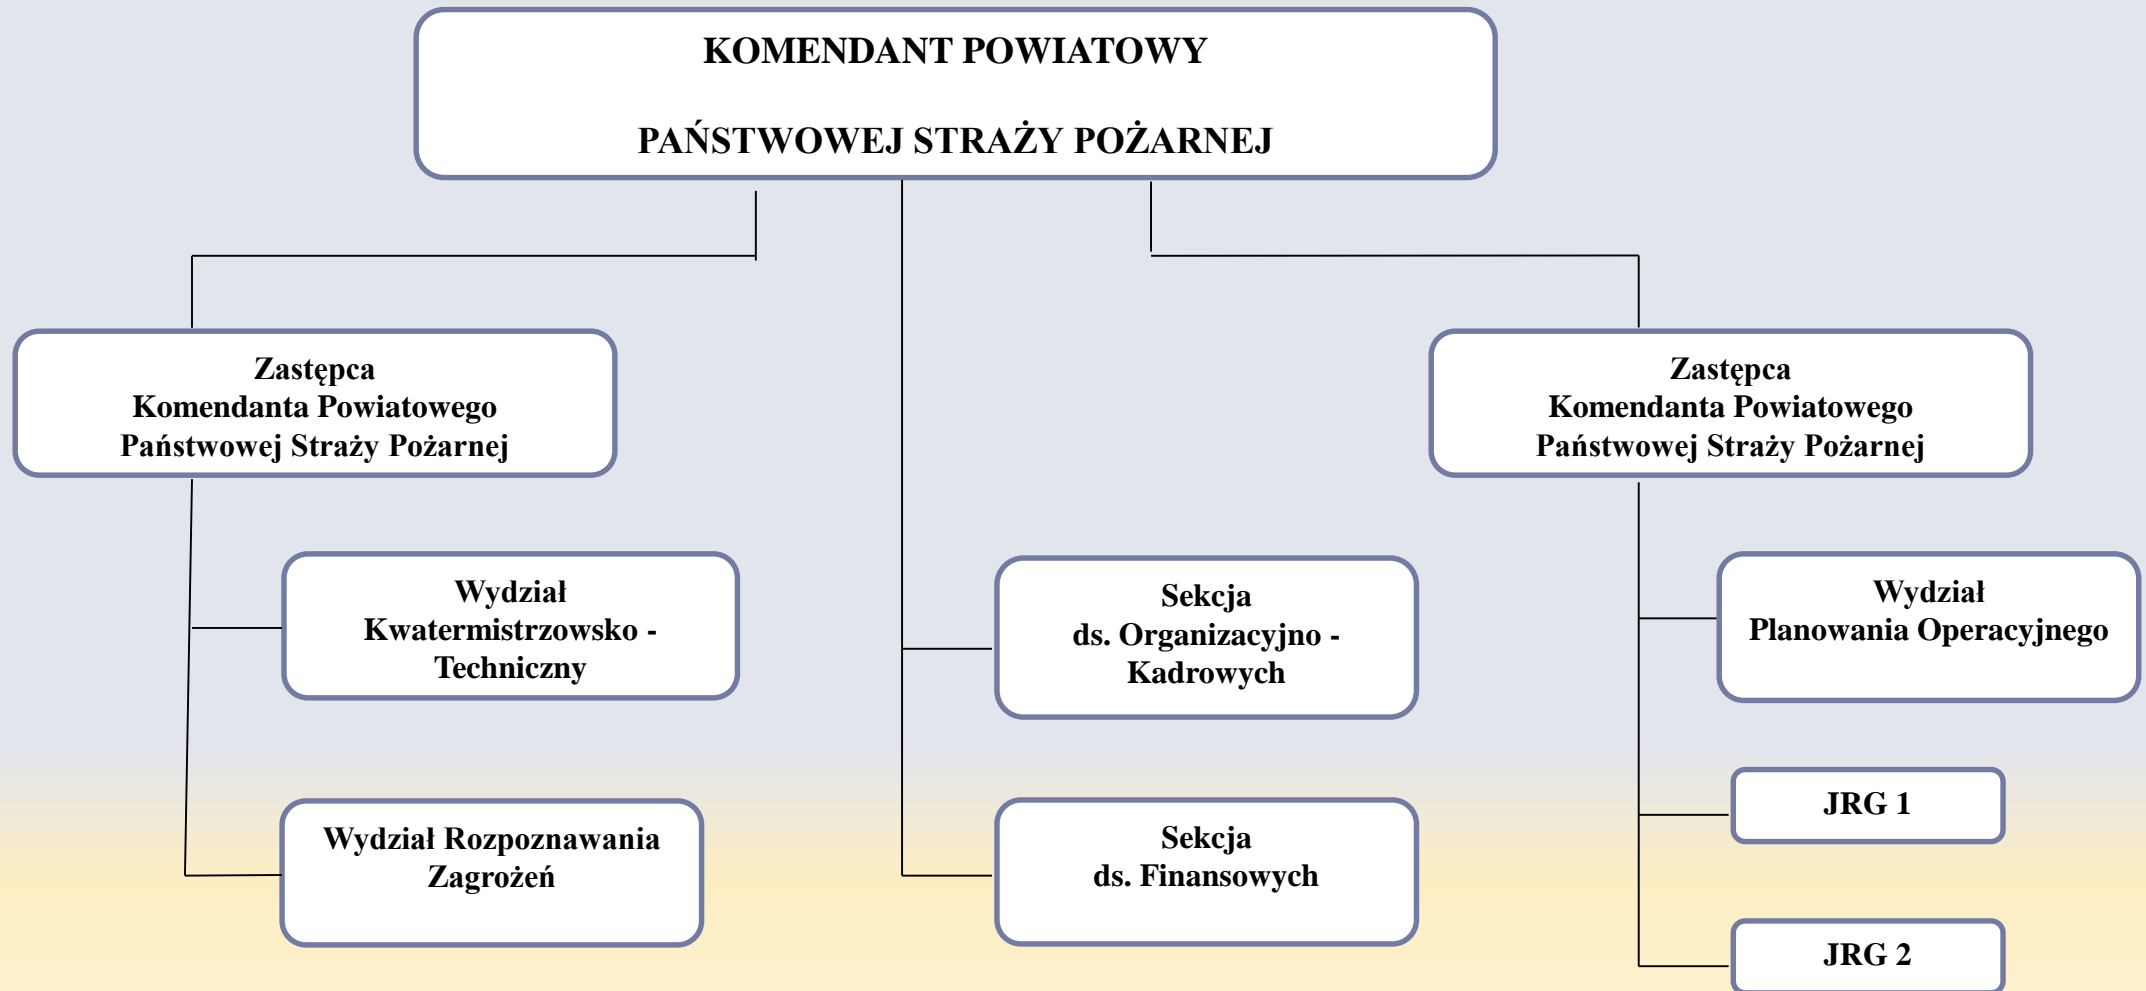 KOMENDANT POWIATOWY
PAŃSTWOWEJ STRAŻY POŻARNEJ
Zastępca
Komendanta Powiatowego
Państwowej Straży Pożarnej
Zastępca
Komendanta Powiatowego
Państwowej Straży Pożarnej
Wydział
Kwatermistrzowsko -
Techniczny
Sekcja
ds. Organizacyjno -
Kadrowych
Wydział
Planowania Operacyjnego
Wydział Rozpoznawania
Zagrożeń
Sekcja
ds. Finansowych
JRG 1
JRG 2